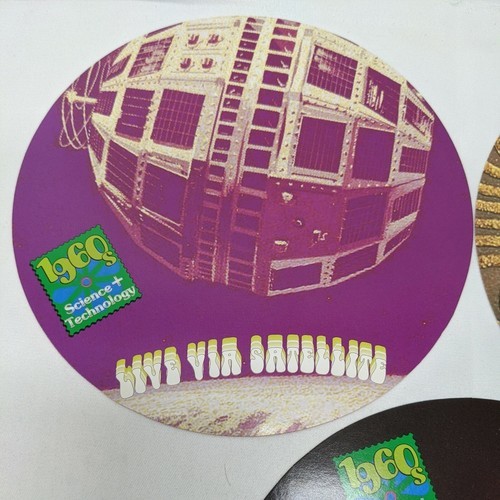 1960s
Science +
Technology
LIVE VIA SATELLITE
1960s